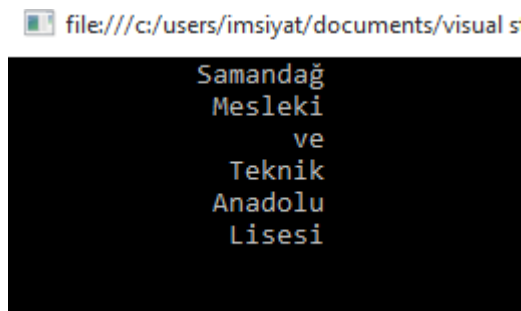 file:///c:/users/imsiyat/documents/visual s
Samandağ
Mesleki
ve
Teknik
Anadolu
Lisesi